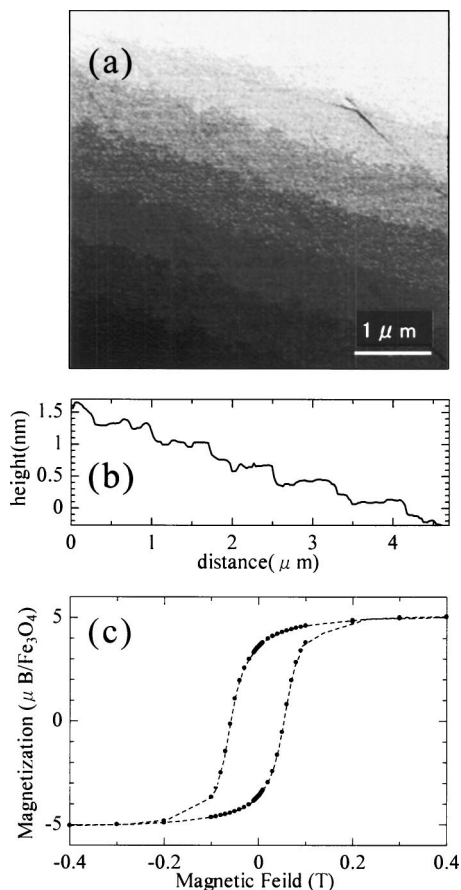 (a)
1 μ m
(b)
height(nm)
1.5
1
0.5
0
0
1
2
3
4
distance( μ m)
(c)
Magnetization (μ B/Fe3O4)
5
0
-5
-0.4
-0.2
0
0.2
0.4
Magnetic Feild (T)